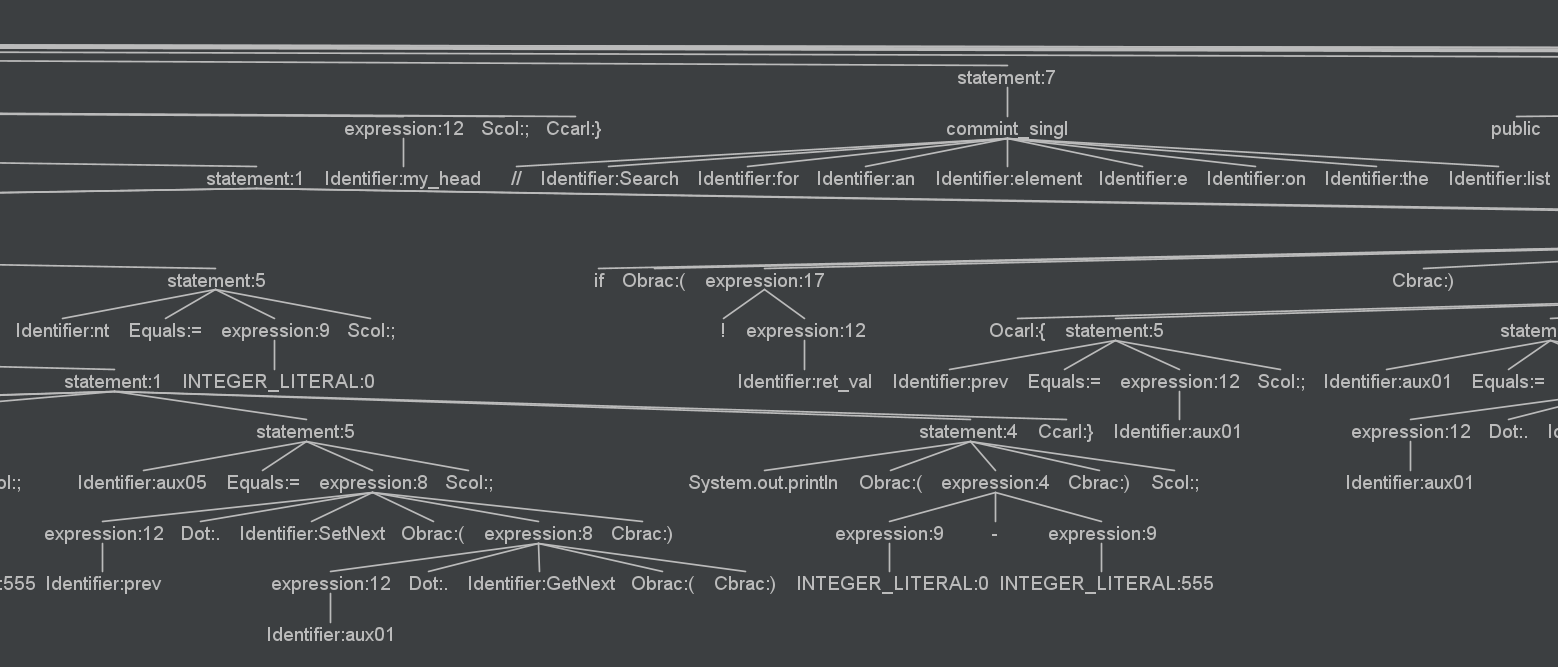 statement:7
expression:12 Scol:; Ccarl:} commint_singl public
statement:1 Identifier:my_head // Identifier:Search Identifier:for Identifier:an Identifier:element Identifier:e Identifier:on Identifier:the Identifier:list
statement:5 if Obrac:( expression:17 Cbrac:)
Identifier:nt Equals:= expression:9 Scol:; ! expression:12 Ocarl:{ statement:5 statem
statement:1 INTEGER_LITERAL:0 Identifier:ret_val Identifier:prev Equals:= expression:12 Scol:; Identifier:aux01 Equals:=
statement:5 statement:4 Ccarl:} Identifier:aux01 expression:12 Dot:. Id
ol:; Identifier:aux05 Equals:= expression:8 Scol:; System.out.println Obrac:( expression:4 Cbrac:) Scol:; Identifier:aux01
expression:12 Dot:. Identifier:SetNext Obrac:( expression:8 Cbrac:) expression:9 - expression:9
:555 Identifier:prev expression:12 Dot:. Identifier:GetNext Obrac:( Cbrac:) INTEGER_LITERAL:0 INTEGER_LITERAL:555
Identifier:aux01